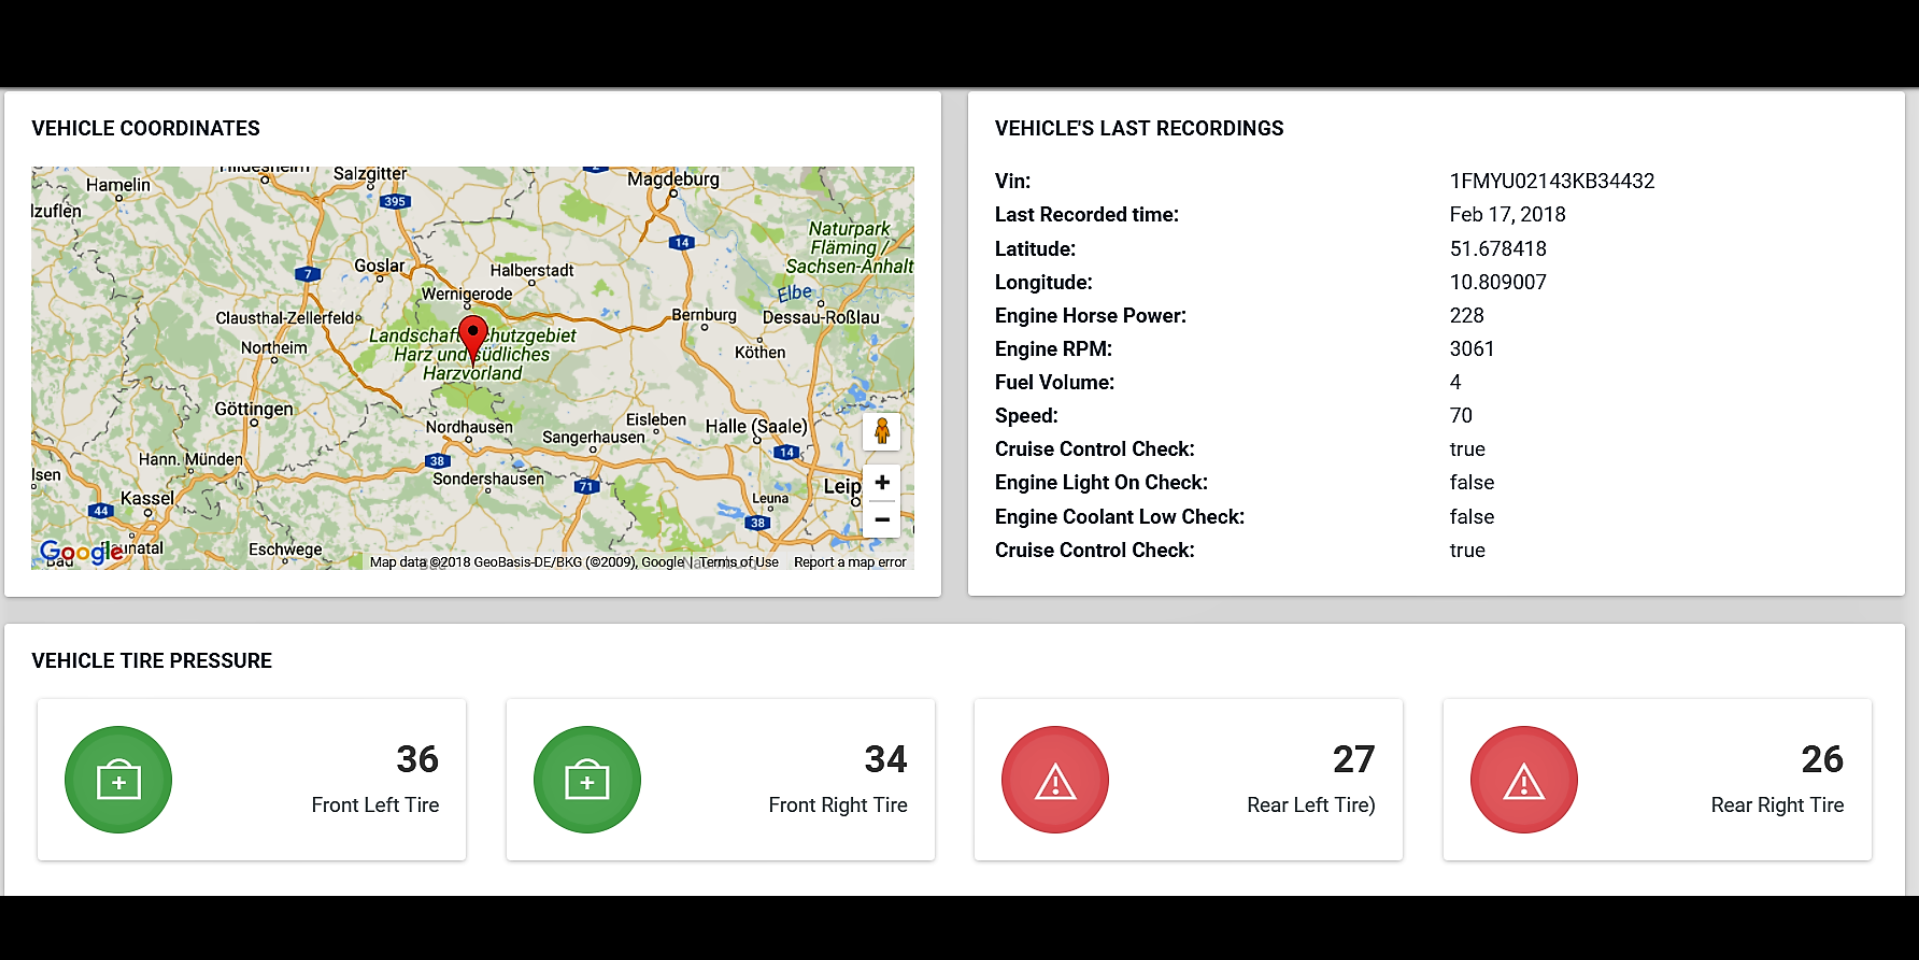 VEHICLE COORDINATES
Hamelin
Salzgitter
Magdeburg
lzuflen
395
Naturpark
Fläming /
Sachsen-Anhalt
14
7
Goslar
Halberstadt
Wernigerode
Elbe
Clausthal-Zellerfeld
Bernburg
Dessau-Roßlau
Landschaftsschutzgebiet
Harz und südliches
Harzvorland
Northeim
Köthen
Göttingen
Nordhausen
Eisleben
Halle (Saale)
Sangerhausen
14
Hann. Münden
38
lsen
Sondershausen
71
Leip
Kassel
Leuna
44
38
Google
aunatal
Eschwege
Bad
Map data ©2018 GeoBasis-DE/BKG (©2009), Google
Terms of Use
Report a map error
+
−
VEHICLE'S LAST RECORDINGS
Vin: 1FMYU02143KB34432
Last Recorded time: Feb 17, 2018
Latitude: 51.678418
Longitude: 10.809007
Engine Horse Power: 228
Engine RPM: 3061
Fuel Volume: 4
Speed: 70
Cruise Control Check: true
Engine Light On Check: false
Engine Coolant Low Check: false
Cruise Control Check: true
VEHICLE TIRE PRESSURE
36
Front Left Tire
34
Front Right Tire
27
Rear Left Tire)
26
Rear Right Tire